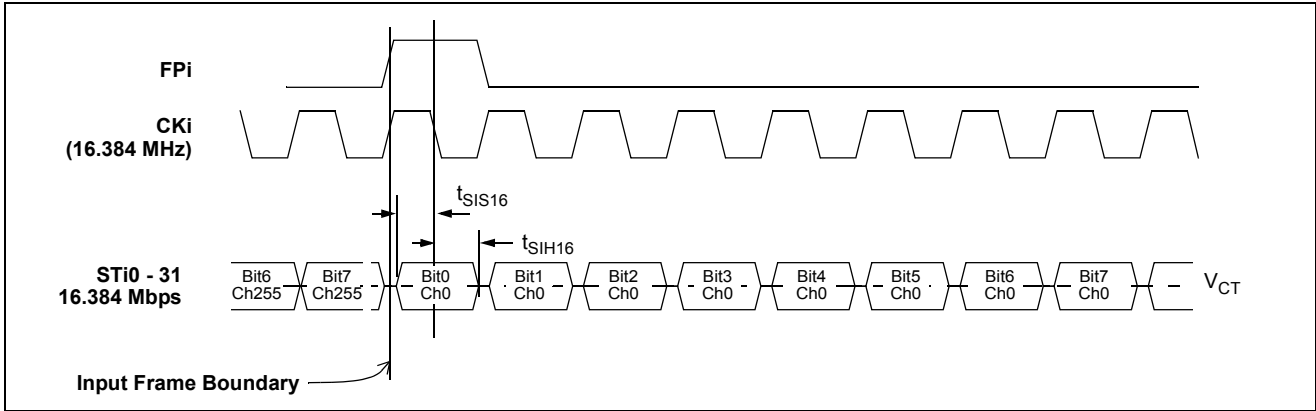 FPi
CKi
(16.384 MHz)
tSIS16
tSIH16
STi0 - 31
16.384 Mbps
Bit6
Ch255
Bit7
Ch255
Bit0
Ch0
Bit1
Ch0
Bit2
Ch0
Bit3
Ch0
Bit4
Ch0
Bit5
Ch0
Bit6
Ch0
Bit7
Ch0
VCT
Input Frame Boundary